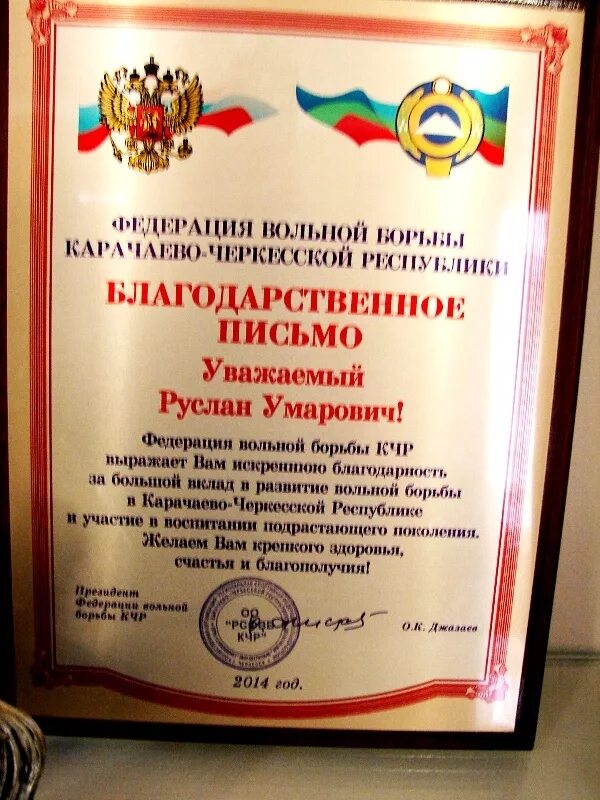 ФЕДЕРАЦИЯ ВОЛЬНОЙ БОРЬБЫ
КАРАЧАЕВО-ЧЕРКЕССКОЙ РЕСПУБЛИКИ
БЛАГОДАРСТВЕННОЕ
ПИСЬМО
Уважаемый
Руслан Умарович!
Федерация вольной борьбы КЧР
выражает Вам искреннюю благодарность
за большой вклад в развитие вольной борьбы
в Карачаево-Черкесской Республике
и участие в воспитании подрастающего поколения.
Желаем Вам крепкого здоровья,
счастья и благополучия!
Президент
Федерации вольной
борьбы КЧР
ОО
КЧР"
О.К. Джазаев
2014 год.